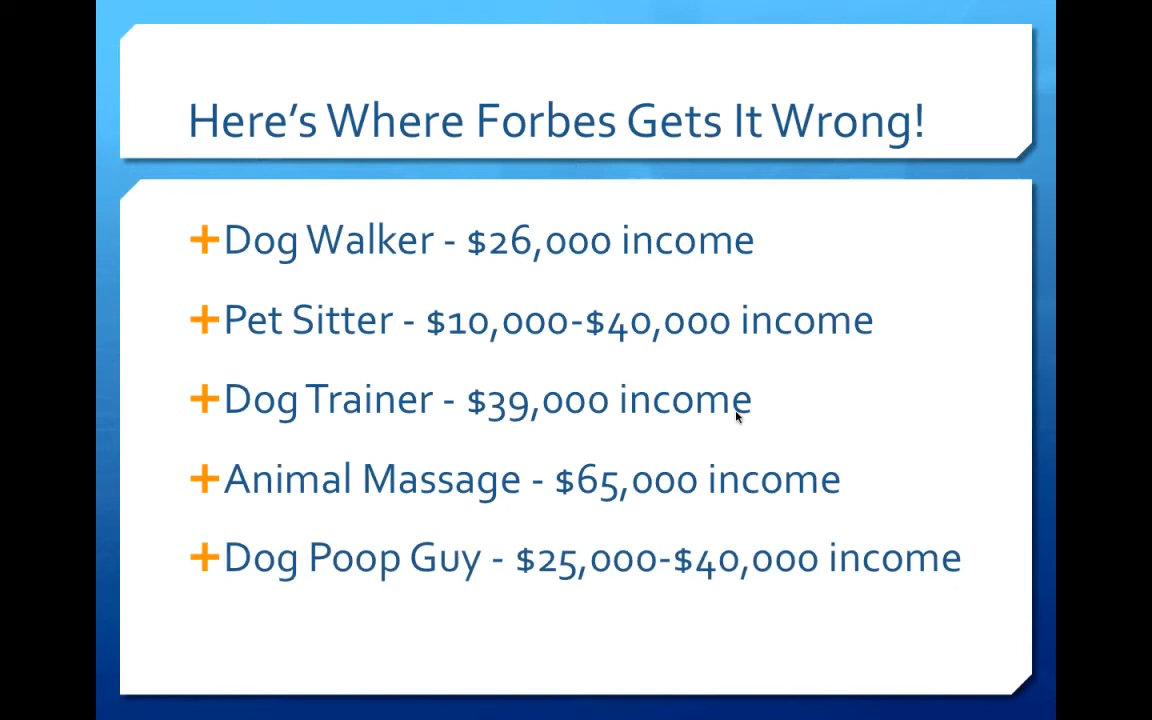 Here’s Where Forbes Gets It Wrong!
+Dog Walker - $26,000 income
+Pet Sitter - $10,000-$40,000 income
+Dog Trainer - $39,000 income
+Animal Massage - $65,000 income
+Dog Poop Guy - $25,000-$40,000 income